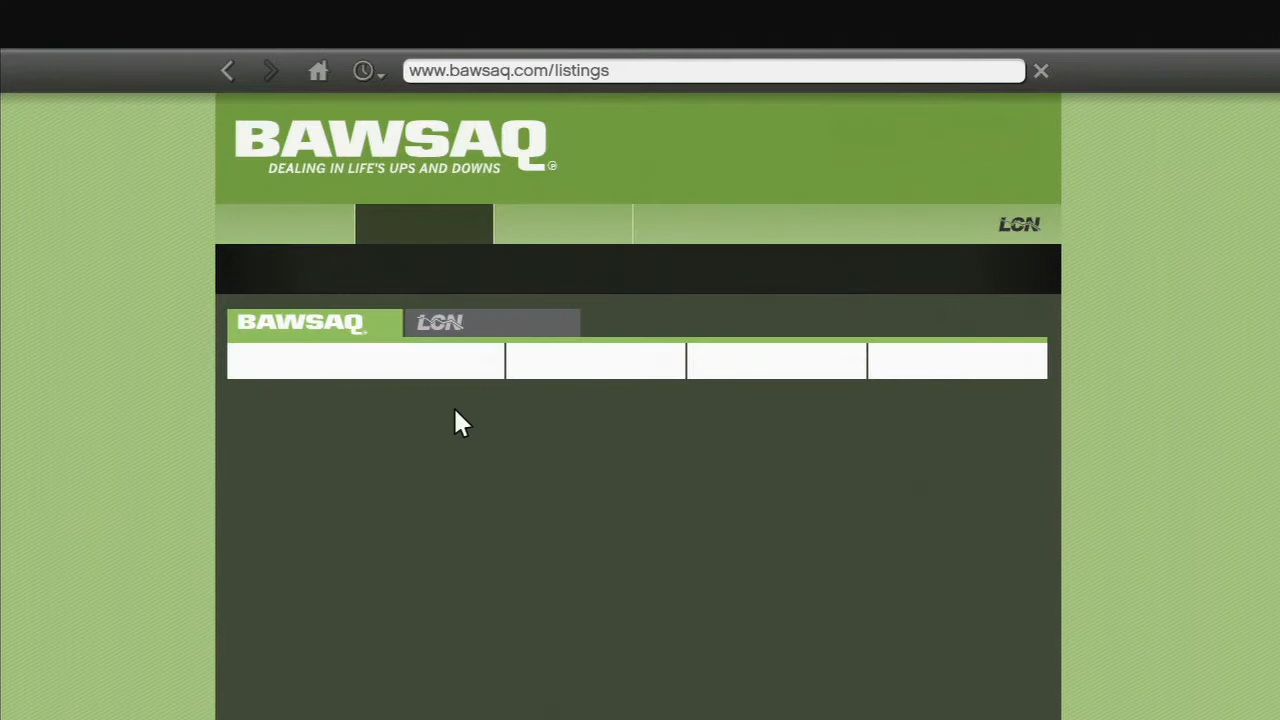 www.bawsaq.com/listings
BAWSAQ
DEALING IN LIFE'S UPS AND DOWNS
LCN
BAWSAQ
LCN